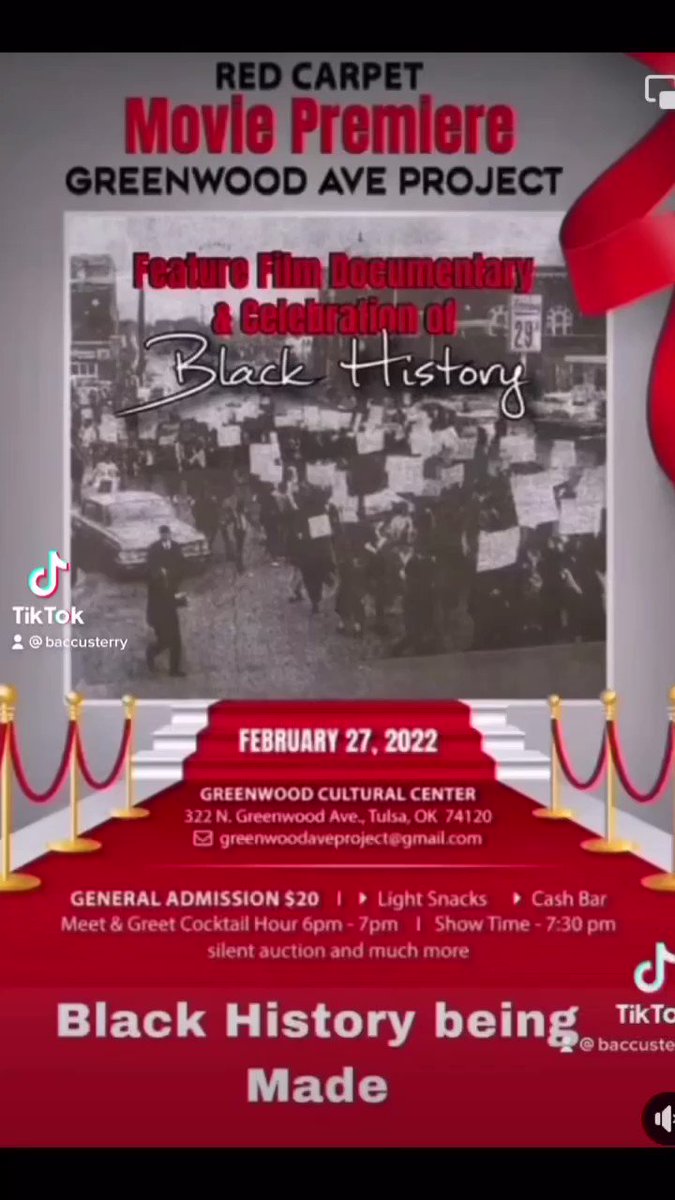 RED CARPET
Movie Premiere
GREENWOOD AVE PROJECT
Feature Film Documentary
& Celebration of
Black History
29
TikTok
@baccusterry
FEBRUARY 27, 2022
GREENWOOD CULTURAL CENTER
322 N. Greenwood Ave., Tulsa, OK 74120
greenwoodaveproject@gmail.com
GENERAL ADMISSION $20 | Light Snacks Cash Bar
Meet & Greet Cocktail Hour 6pm - 7pm | Show Time - 7:30 pm
silent auction and much more
Black History being
Made
TikTo
@baccuste